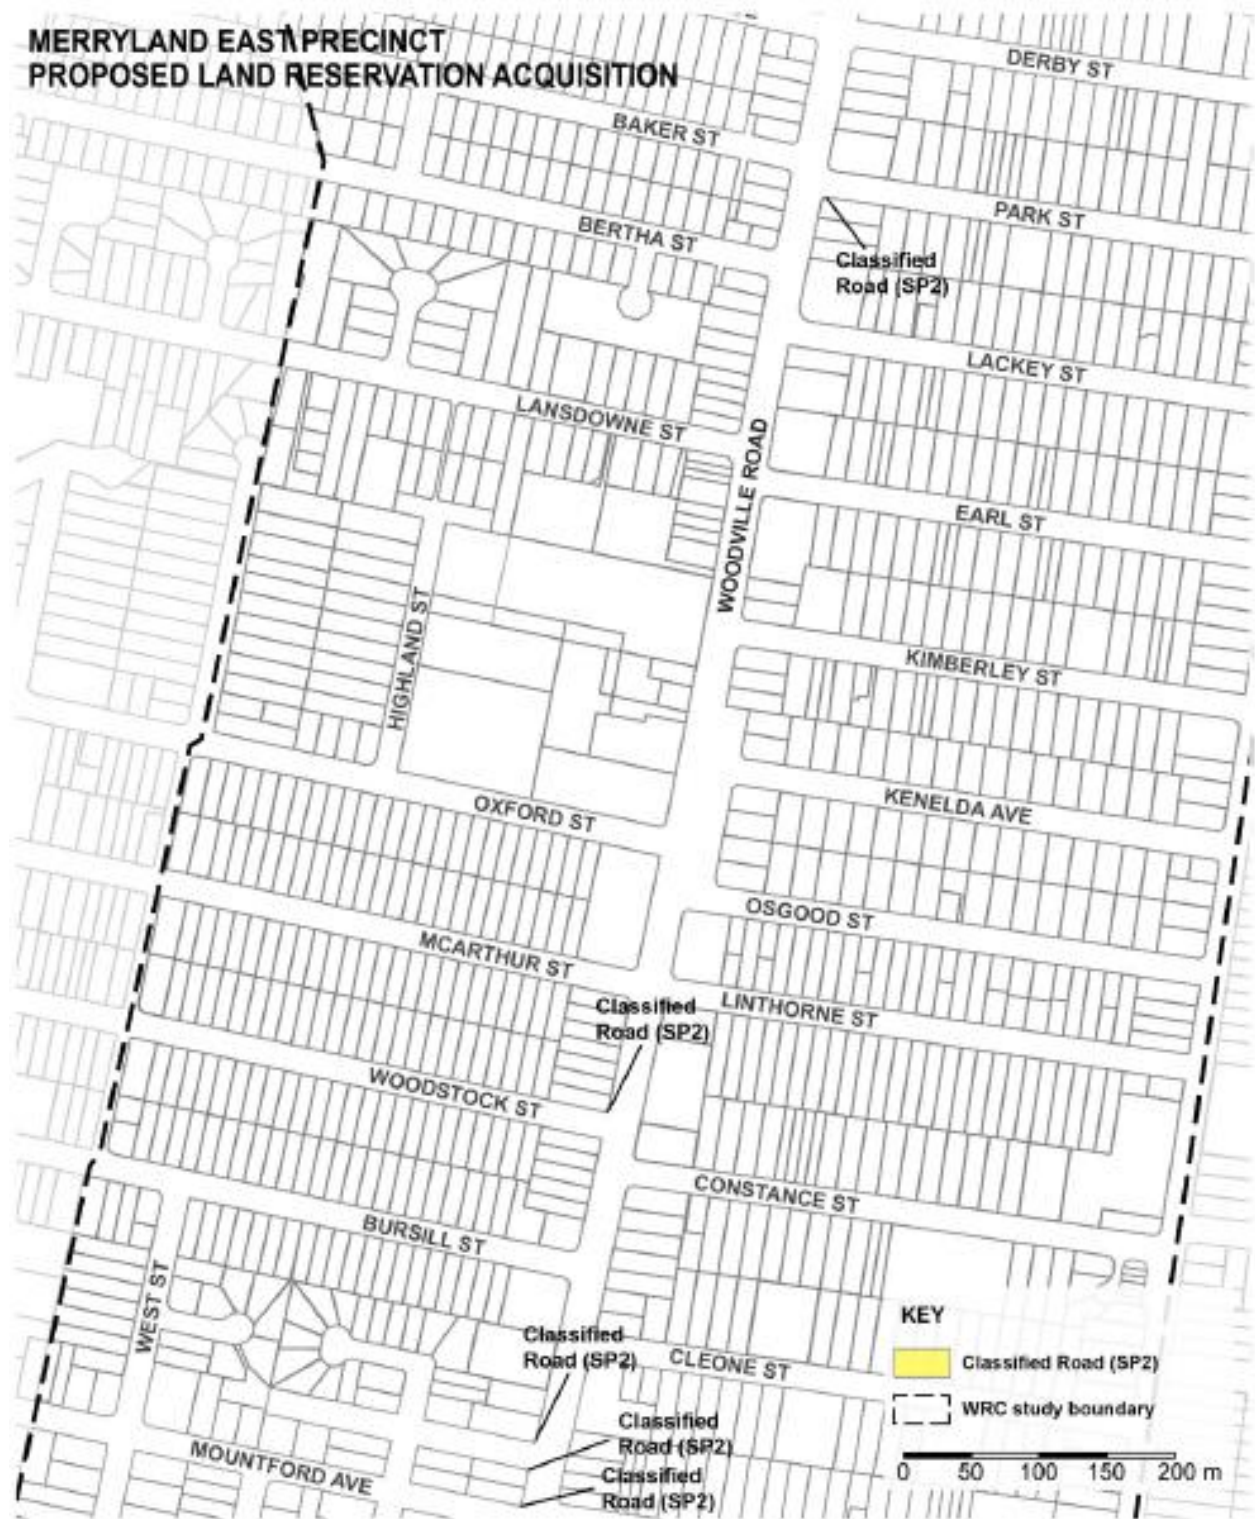 MERRYLAND EAST PRECINCT
PROPOSED LAND RESERVATION ACQUISITION
DERBY ST
BAKER ST
PARK ST
BERTHA ST
Classified
Road (SP2)
LACKEY ST
LANSDOWNE ST
WOODVILLE ROAD
EARL ST
HIGHLAND ST
KIMBERLEY ST
KENELDA AVE
OXFORD ST
OSGOOD ST
MCARTHUR ST
Classified
Road (SP2)
LINTHORNE ST
WOODSTOCK ST
CONSTANCE ST
BURSILL ST
WEST ST
Classified
Road (SP2)
CLEONE ST
KEY
Classified Road (SP2)
WRC study boundary
Classified
Road (SP2)
MOUNTFORD AVE
Classified
Road (SP2)
0 50 100 150 200 m